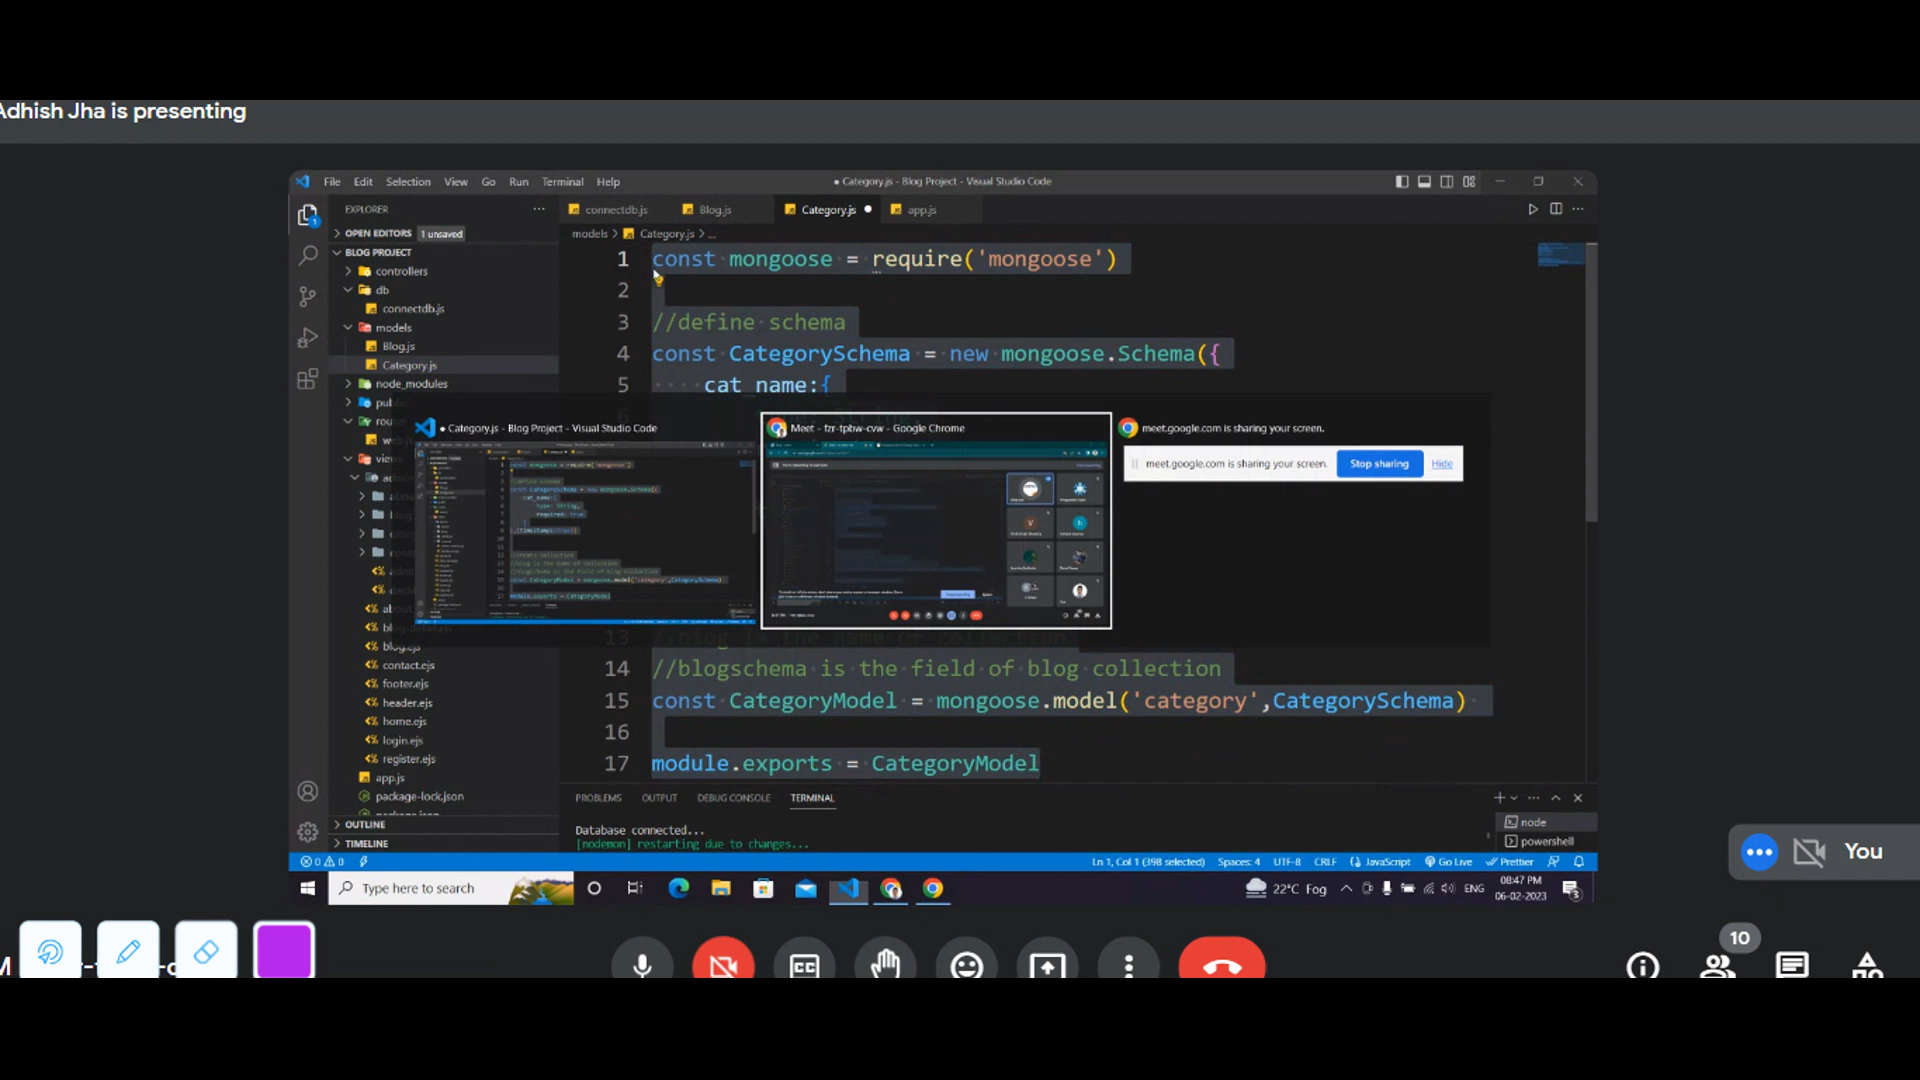 Adhish Jha is presenting
File Edit Selection View Go Run Terminal Help
● Category.js - Blog Project - Visual Studio Code
EXPLORER
OPEN EDITORS 1 unsaved
BLOG PROJECT
controllers
db
connectdb.js
models
Blog.js
Category.js
node_modules
footer.ejs
header.ejs
home.ejs
login.ejs
register.ejs
contact.ejs
app.js
package-lock.json
OUTLINE
TIMELINE
connectdb.js Blog.js Category.js ● app.js
models > Category.js > ...
1 const mongoose = require('mongoose')
2
3 //define schema
4 const CategorySchema = new mongoose.Schema({
5 cat_name:{
● Category.js - Blog Project - Visual Studio Code
Meet - fzr-tpbw-cvw - Google Chrome
meet.google.com is sharing your screen.
meet.google.com is sharing your screen. Stop sharing Hide
13 //blog is the name of collection
14 //blogschema is the field of blog collection
15 const CategoryModel = mongoose.model('category',CategorySchema)
16
17 module.exports = CategoryModel
PROBLEMS OUTPUT DEBUG CONSOLE TERMINAL
Database connected...
[nodemon] restarting due to changes...
node
powershell
0 0 Ln 1, Col 1 (398 selected) Spaces: 4 UTF-8 CRLF JavaScript Go Live Prettier
Type here to search
22°C Fog
ENG
08:47 PM
06-02-2023
3
You
10